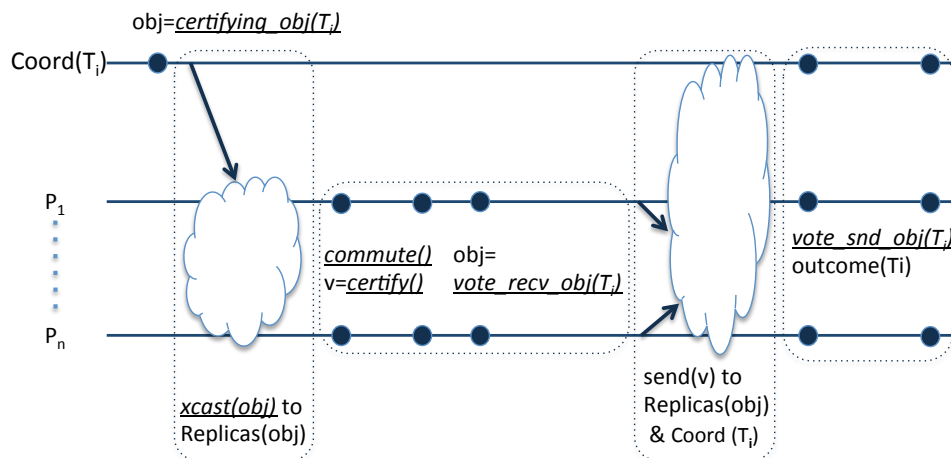 obj=certifying_obj(Ti)
Coord(Ti)
P1
commute() obj=
v=certify() vote_recv_obj(Ti)
vote_snd_obj(Ti)
outcome(Ti)
Pn
xcast(obj) to
Replicas(obj)
send(v) to
Replicas(obj)
& Coord (Ti)